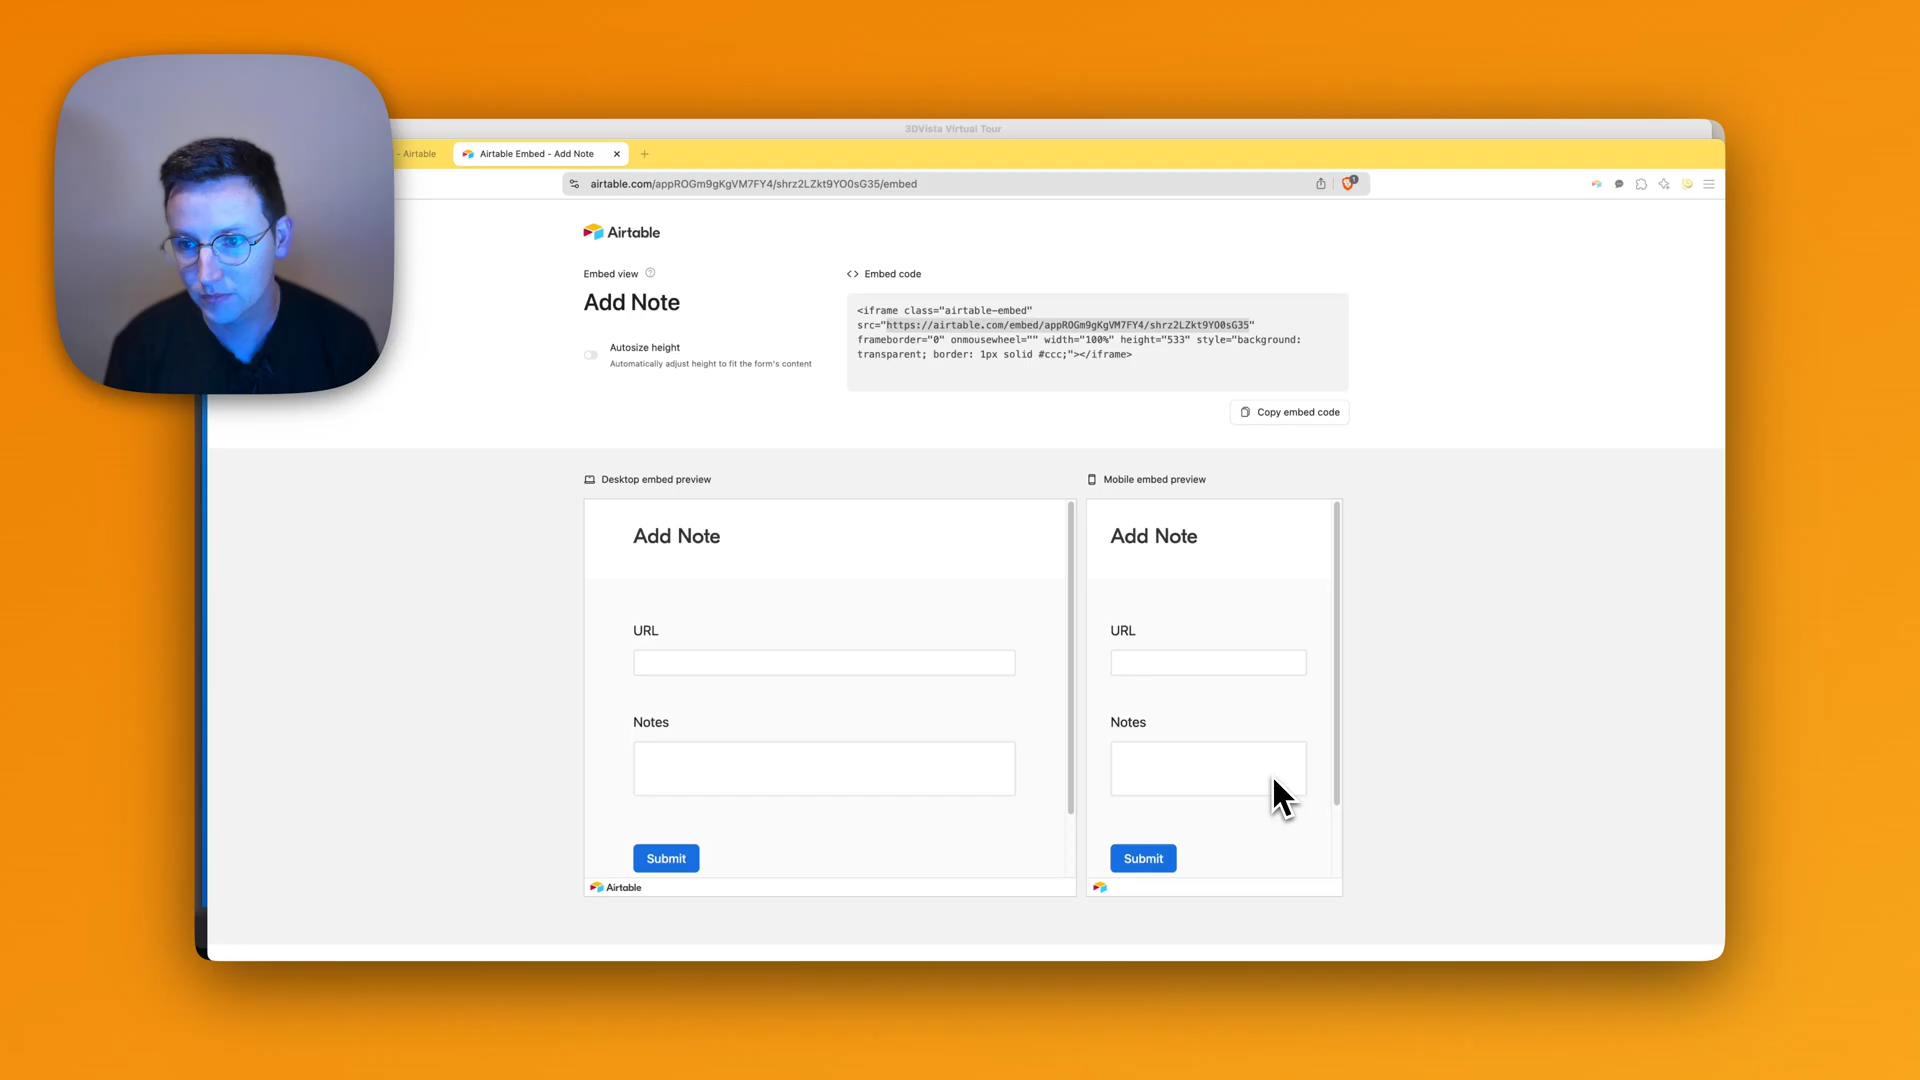 3DVista Virtual Tour
- Airtable
Airtable Embed - Add Note
airtable.com/appROGm9gKgVM7FY4/shrz2LZkt9YO0sG35/embed
1
Airtable
Embed view
Add Note
Autosize height
Automatically adjust height to fit the form's content
<> Embed code
<iframe class="airtable-embed"
src="https://airtable.com/embed/appROGm9gKgVM7FY4/shrz2LZkt9YO0sG35"
frameborder="0" onmousewheel="" width="100%" height="533" style="background:
transparent; border: 1px solid #ccc;"></iframe>
Copy embed code
Desktop embed preview
Add Note
URL
Notes
Submit
Airtable
Mobile embed preview
Add Note
URL
Notes
Submit